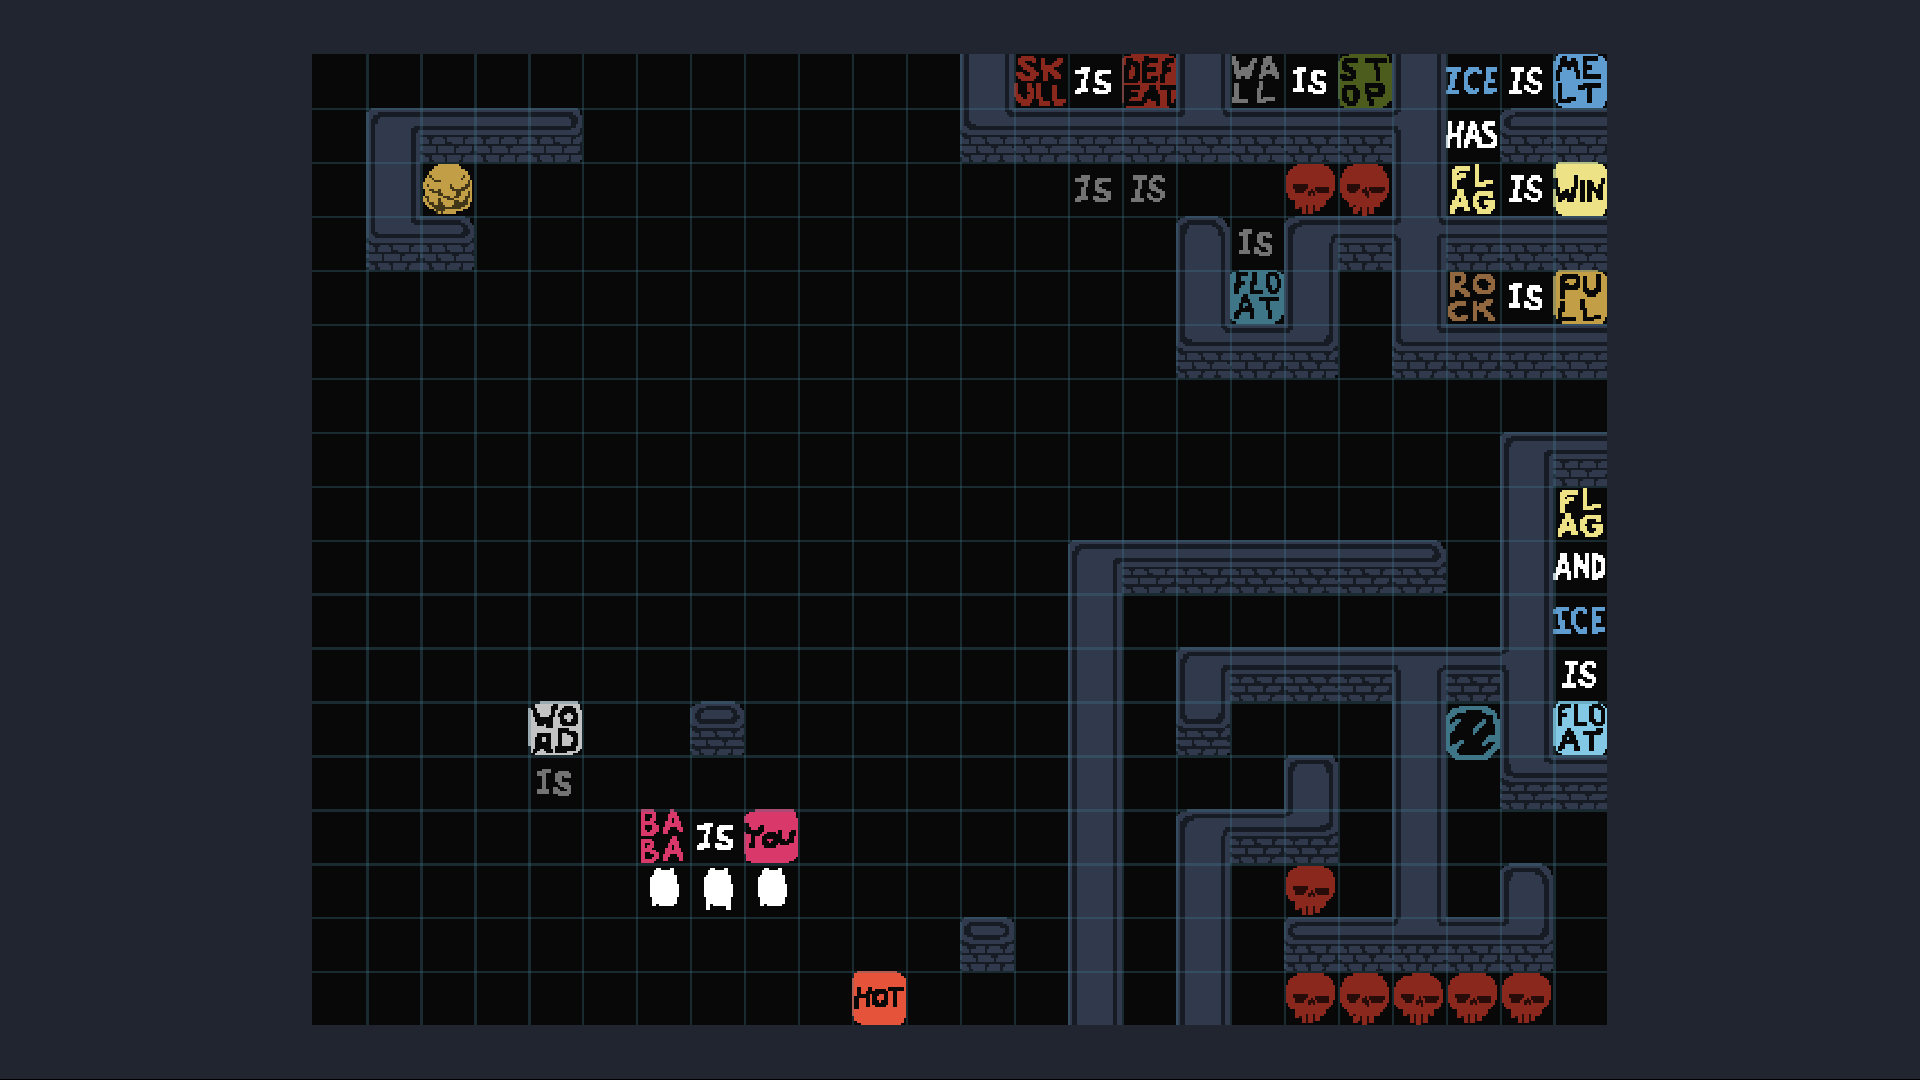 SKULL IS DEFEAT
WALL IS STOP
ICE IS MELT
HAS
IS IS
FLAG IS WIN
IS
FLOAT
ROCK IS PULL
FLAG
AND
ICE
IS
FLOAT
WORD
IS
BABA IS YOU
HOT